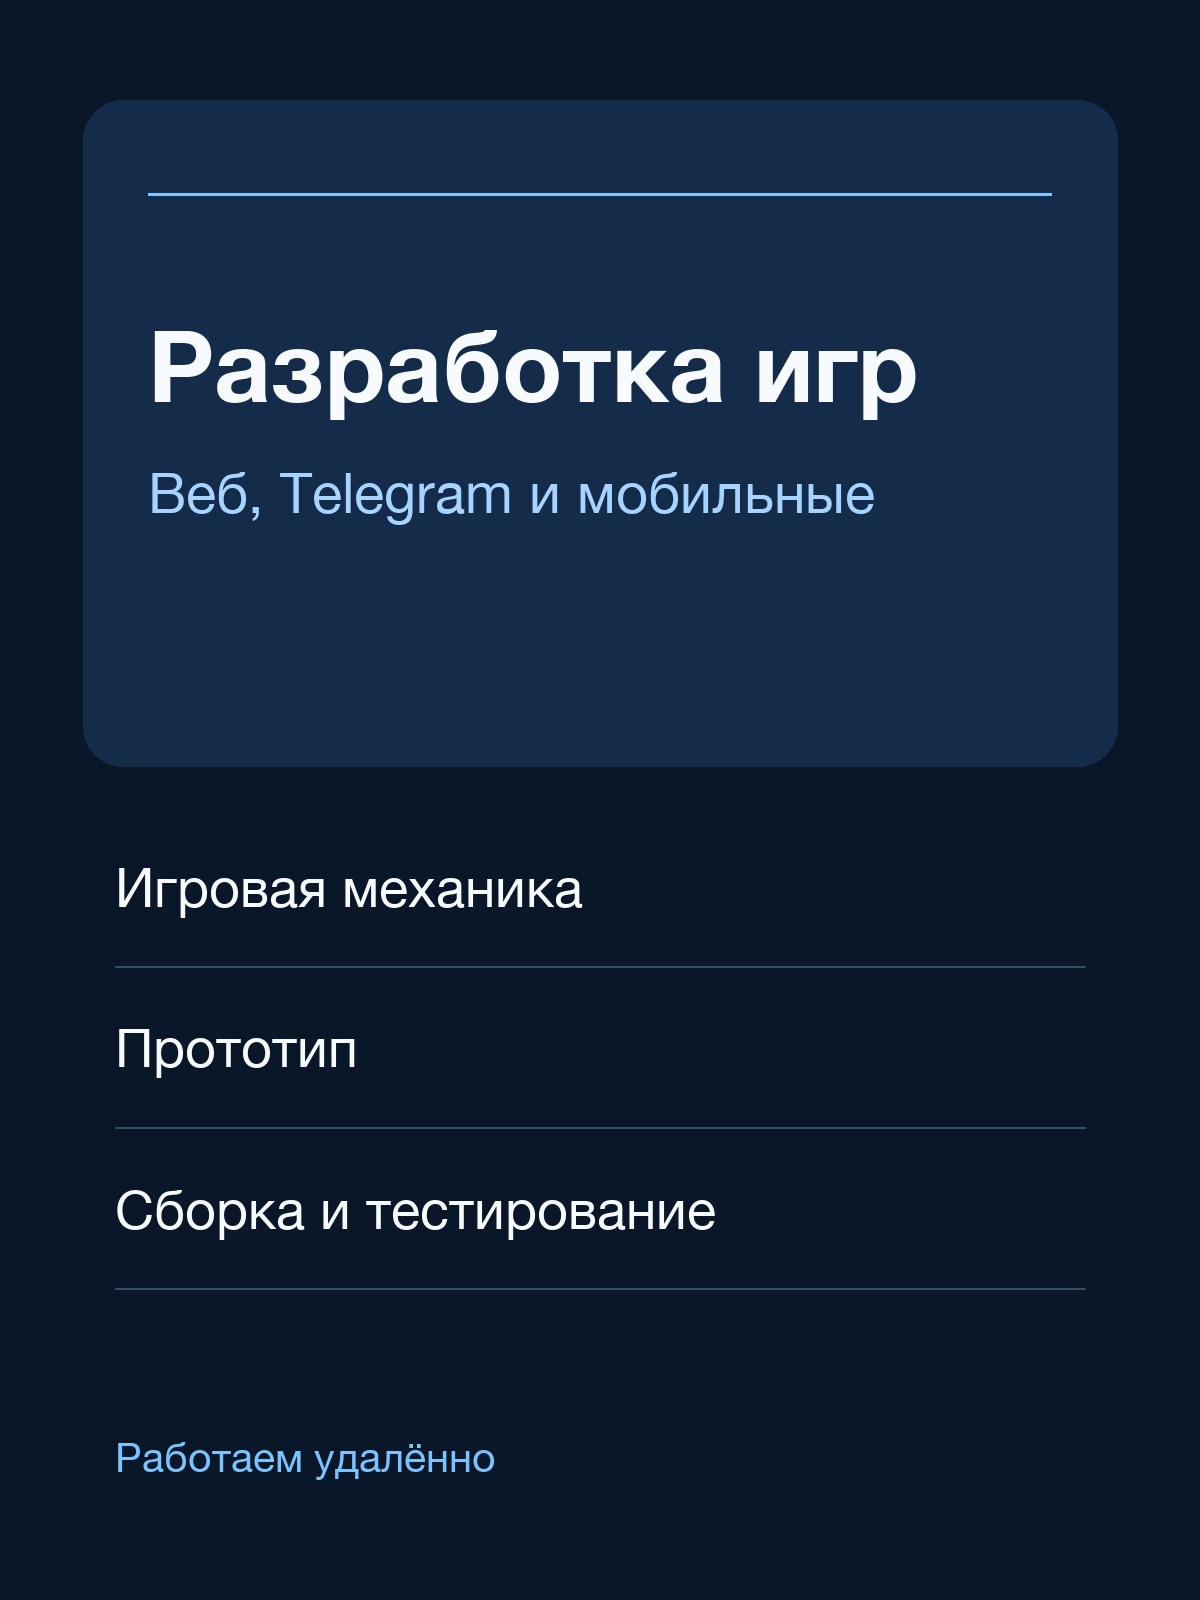 Разработка игр
Веб, Telegram и мобильные
Игровая механика
Прототип
Сборка и тестирование
Работаем удалённо